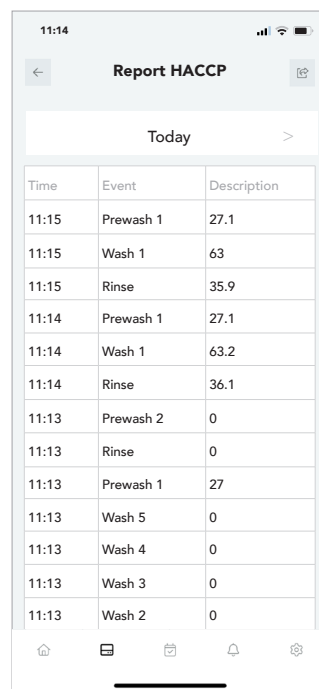 11:14
Report HACCP
Today >
Time Event Description
11:15 Prewash 1 27.1
11:15 Wash 1 63
11:15 Rinse 35.9
11:14 Prewash 1 27.1
11:14 Wash 1 63.2
11:14 Rinse 36.1
11:13 Prewash 2 0
11:13 Rinse 0
11:13 Prewash 1 27
11:13 Wash 5 0
11:13 Wash 4 0
11:13 Wash 3 0
11:13 Wash 2 0